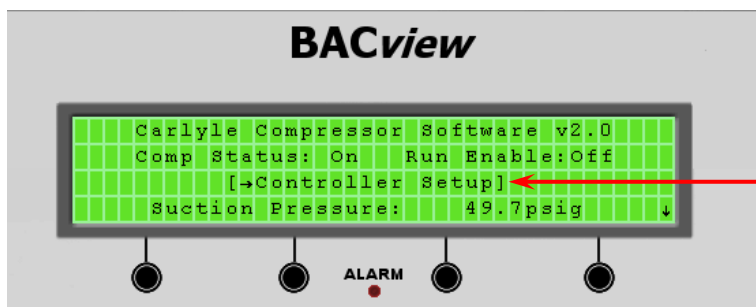 BACview
Carlyle Compressor Software v2.0
Comp Status: On Run Enable:Off
[→Controller Setup]
Suction Pressure: 49.7psig ↓
ALARM